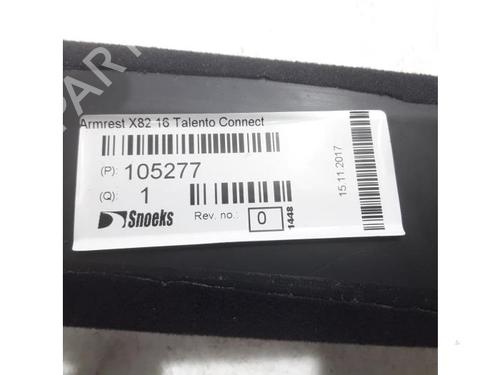 Armrest X82 16 Talento Connect
(P): 105277
(Q): 1
Snoeks
Rev. no.: 0
1448
15.11.2017